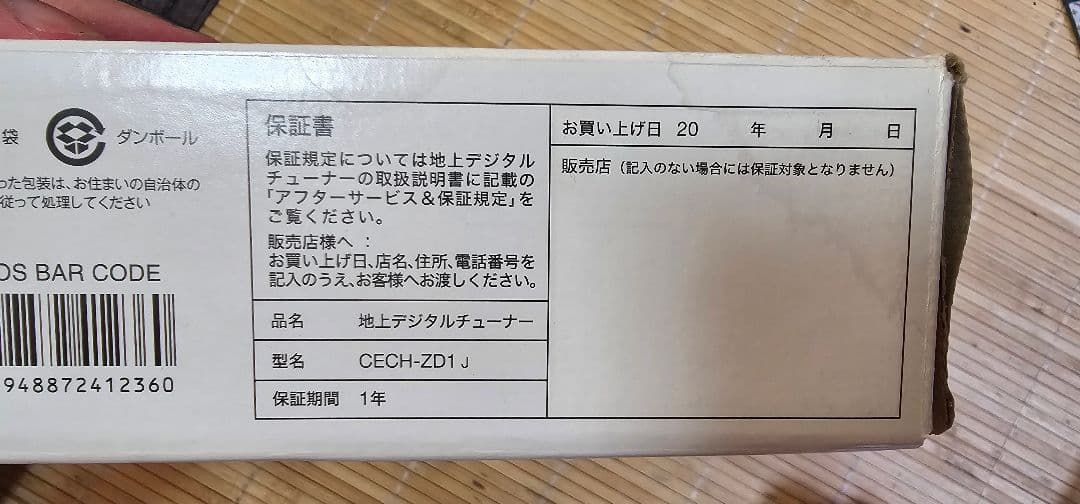 袋
ダンボール
った包装は、お住まいの自治体の
従って処理してください
OS BAR CODE
948872412360
保証書
保証規定については地上デジタル
チューナーの取扱説明書に記載の
「アフターサービス&保証規定」を
ご覧ください。
販売店様へ :
お買い上げ日、店名、住所、電話番号を
記入のうえ、お客様へお渡しください。
品名 地上デジタルチューナー
型名 CECH-ZD1 J
保証期間 1年
お買い上げ日 20 年 月 日
販売店(記入のない場合には保証対象となりません)